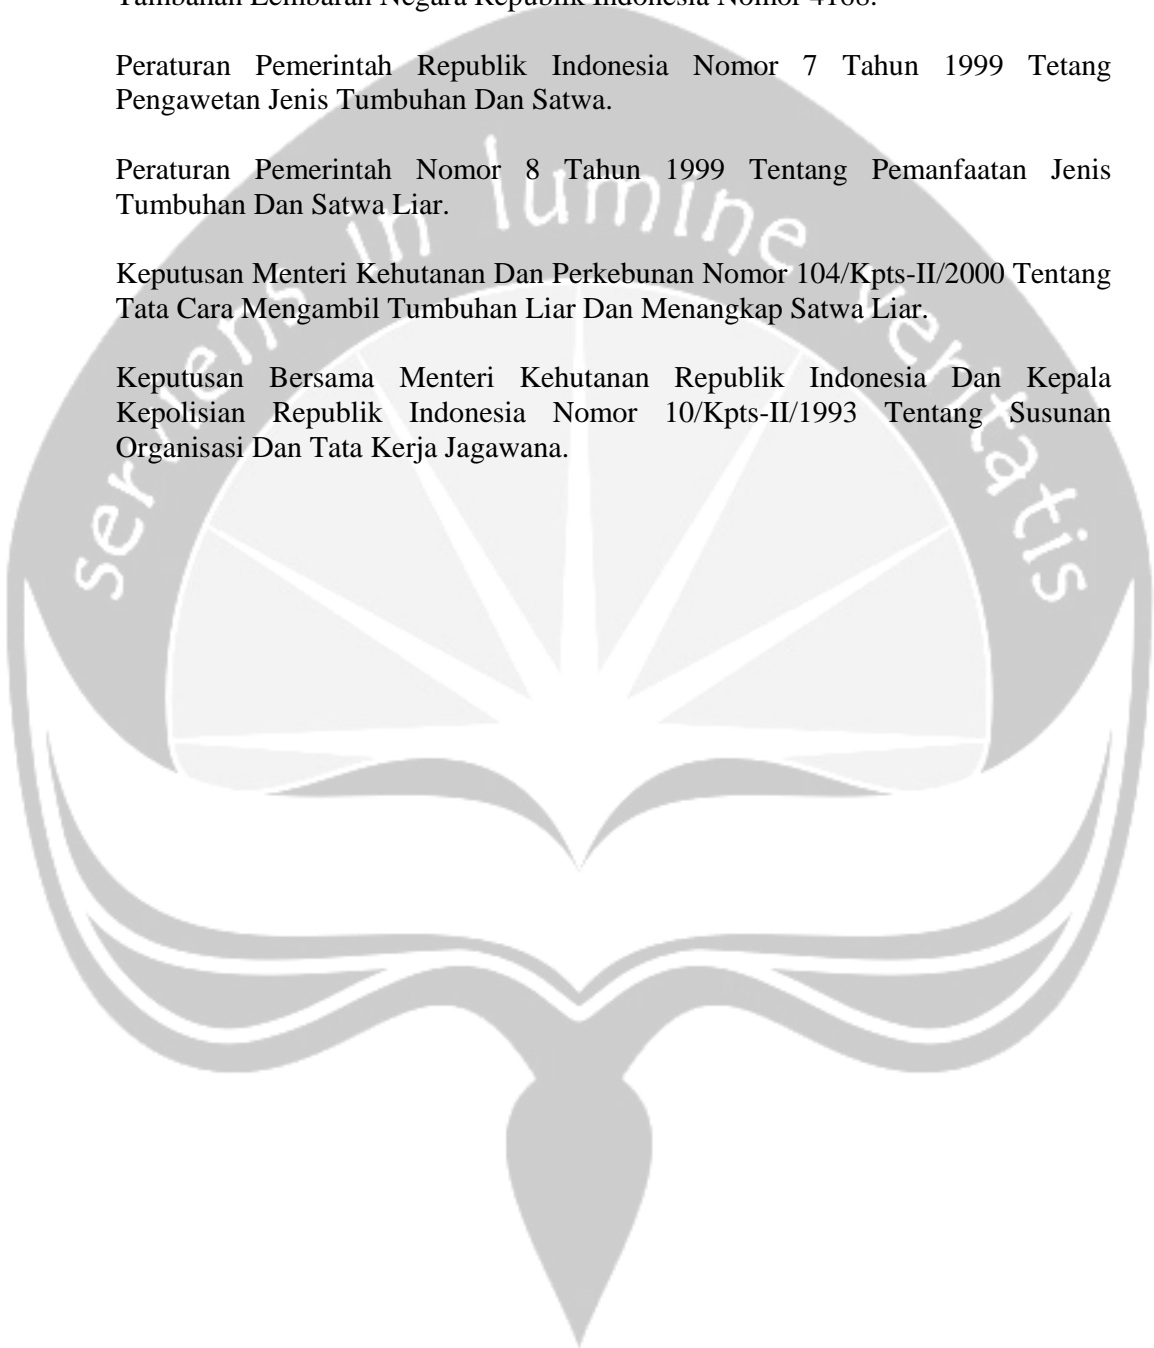 Tambahan Lembaran Negara Republik Indonesia Nomor 4168.
Peraturan Pemerintah Republik Indonesia Nomor 7 Tahun 1999 Tetang
Pengawetan Jenis Tumbuhan Dan Satwa.
Peraturan Pemerintah Nomor 8 Tahun 1999 Tentang Pemanfaatan Jenis
Tumbuhan Dan Satwa Liar.
Keputusan Menteri Kehutanan Dan Perkebunan Nomor 104/Kpts-II/2000 Tentang
Tata Cara Mengambil Tumbuhan Liar Dan Menangkap Satwa Liar.
Keputusan Bersama Menteri Kehutanan Republik Indonesia Dan Kepala
Kepolisian Republik Indonesia Nomor 10/Kpts-II/1993 Tentang Susunan
Organisasi Dan Tata Kerja Jagawana.
serviens in lumine veritatis